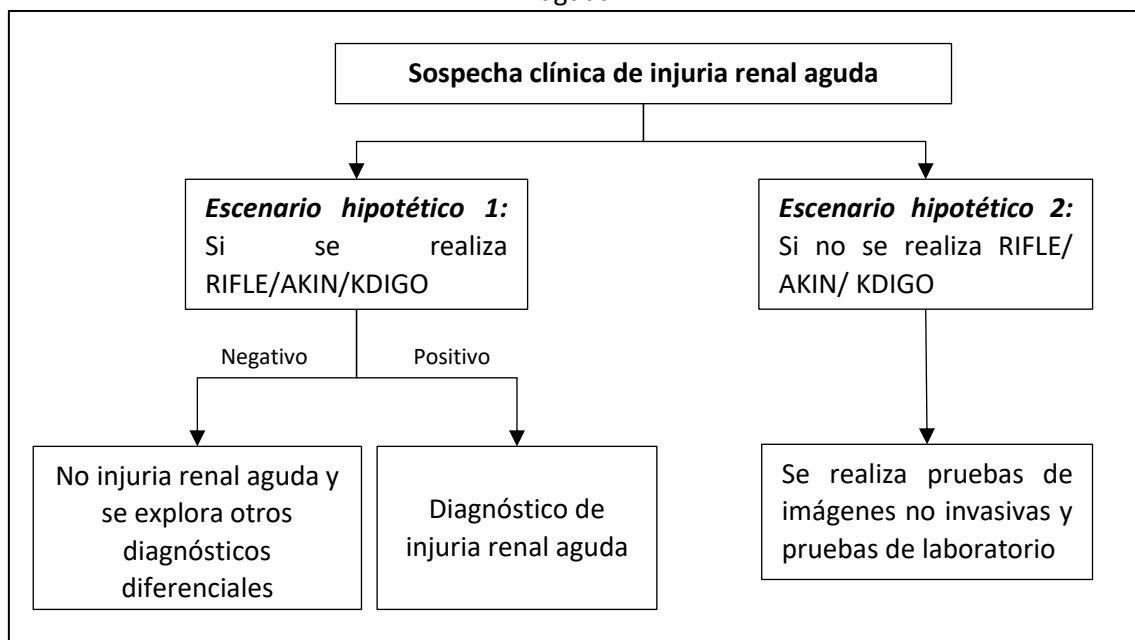 Sospecha clínica de injuria renal aguda
Escenario hipotético 1:
Si se realiza
RIFLE/AKIN/KDIGO
Escenario hipotético 2:
Si no se realiza RIFLE/
AKIN/ KDIGO
Negativo
Positivo
No injuria renal aguda y
se explora otros
diagnósticos
diferenciales
Diagnóstico de
injuria renal aguda
Se realiza pruebas de
imágenes no invasivas y
pruebas de laboratorio